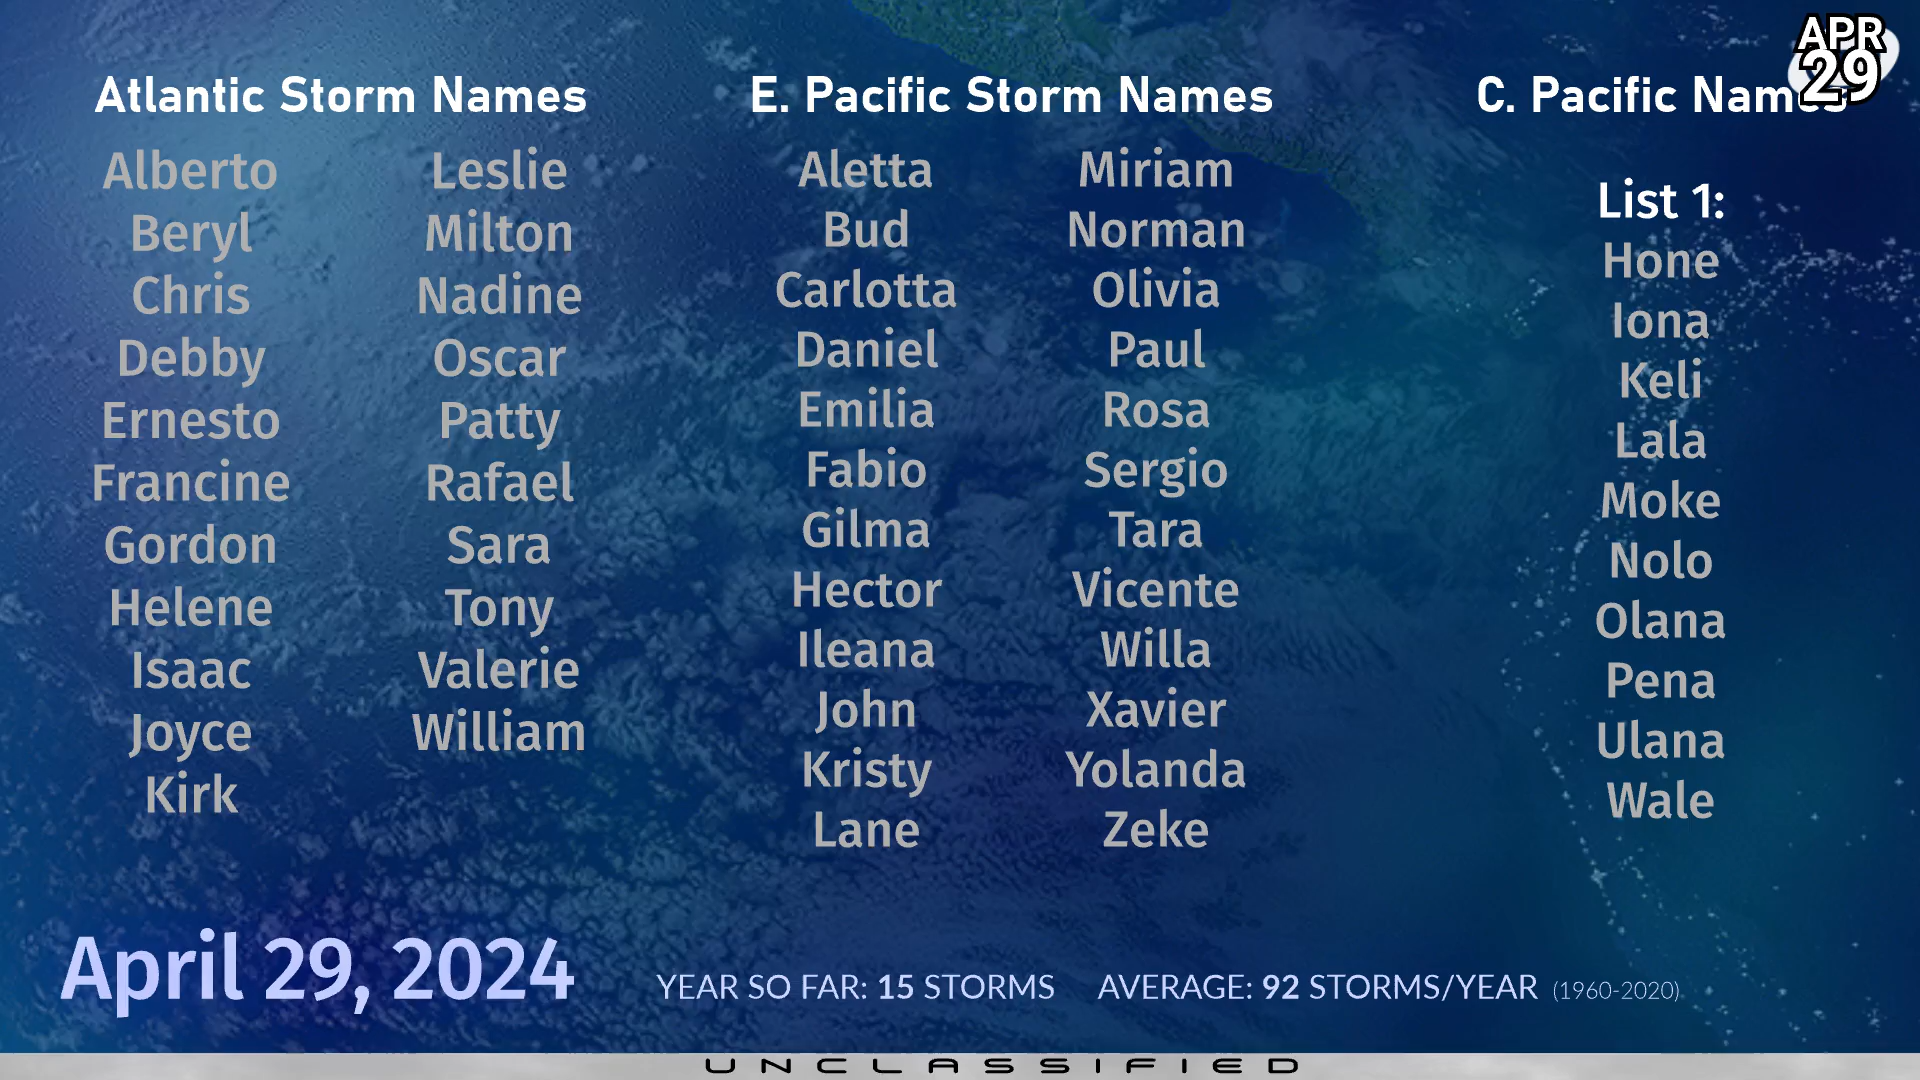 APR
29
Atlantic Storm Names
Alberto
Beryl
Chris
Debby
Ernesto
Francine
Gordon
Helene
Isaac
Joyce
Kirk
Leslie
Milton
Nadine
Oscar
Patty
Rafael
Sara
Tony
Valerie
William
E. Pacific Storm Names
Aletta
Bud
Carlotta
Daniel
Emilia
Fabio
Gilma
Hector
Ileana
John
Kristy
Lane
Miriam
Norman
Olivia
Paul
Rosa
Sergio
Tara
Vicente
Willa
Xavier
Yolanda
Zeke
C. Pacific Names
List 1:
Hone
Iona
Keli
Lala
Moke
Nolo
Olana
Pena
Ulana
Wale
April 29, 2024
YEAR SO FAR: 15 STORMS AVERAGE: 92 STORMS/YEAR (1960-2020)
UNCLASSIFIED